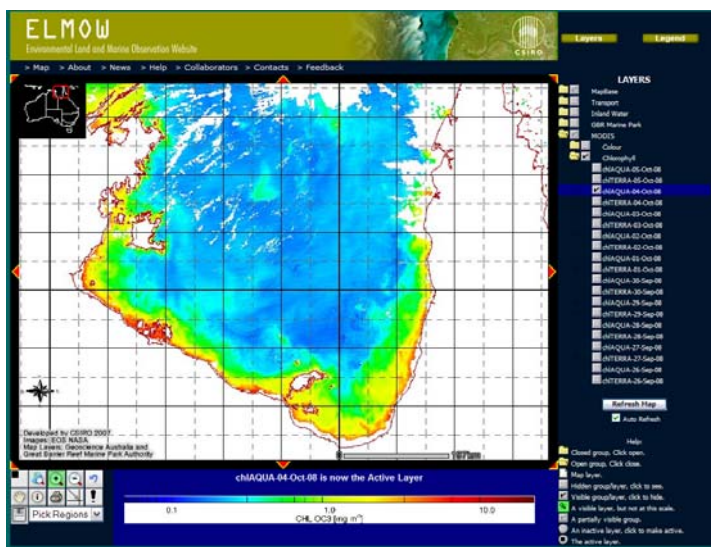 ELMOW
Environmental Land and Marine Observation Website
CSIRO
Layers
Legend
> Map > About > News > Help > Collaborators > Contacts > Feedback
LAYERS
MapBase
Transport
Inland Water
GBR Marine Park
MODIS
Colour
Chlorophyll
chlAQUA-05-Oct-08
chlTERRA-05-Oct-08
chlAQUA-04-Oct-08
chlTERRA-04-Oct-08
chlAQUA-03-Oct-08
chlTERRA-03-Oct-08
chlAQUA-02-Oct-08
chlTERRA-02-Oct-08
chlAQUA-01-Oct-08
chlTERRA-01-Oct-08
chlAQUA-30-Sep-08
chlTERRA-30-Sep-08
chlAQUA-29-Sep-08
chlTERRA-29-Sep-08
chlAQUA-28-Sep-08
chlTERRA-28-Sep-08
chlAQUA-27-Sep-08
chlTERRA-27-Sep-08
chlAQUA-26-Sep-08
chlTERRA-26-Sep-08
Refresh Map
Auto Refresh
Help:
Closed group, Click open.
Open group, Click close.
Map layer.
Hidden group/layer, click to see.
Visible group/layer, click to hide.
A visible layer, but not at this scale.
A partially visible group.
An inactive layer, click to make active.
The active layer.
Developed by CSIRO 2007.
Images: EOS NASA.
Map Layers: Geoscience Australia and
Great Barrier Reef Marine Park Authority
0
Pick Regions
chlAQUA-04-Oct-08 is now the Active Layer
0.1 1.0 10.0
CHL OC3 [mg m⁻³]